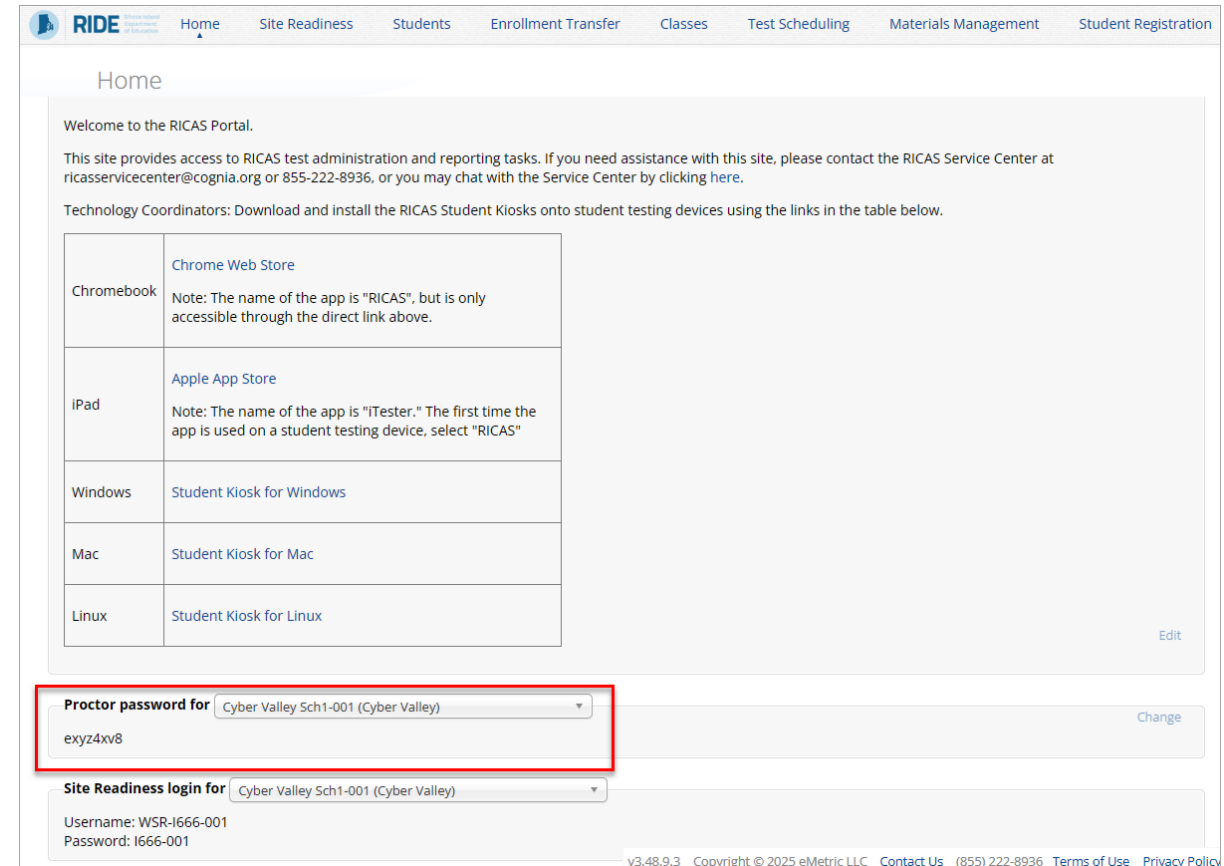 RIDE Rhode Island Department of Education Home Site Readiness Students Enrollment Transfer Classes Test Scheduling Materials Management Student Registration
Home
Welcome to the RICAS Portal.
This site provides access to RICAS test administration and reporting tasks. If you need assistance with this site, please contact the RICAS Service Center at
ricasservicecenter@cognia.org or 855-222-8936, or you may chat with the Service Center by clicking here.
Technology Coordinators: Download and install the RICAS Student Kiosks onto student testing devices using the links in the table below.
Chromebook
Chrome Web Store
Note: The name of the app is "RICAS", but is only
accessible through the direct link above.
iPad
Apple App Store
Note: The name of the app is "iTester." The first time the
app is used on a student testing device, select "RICAS"
Windows Student Kiosk for Windows
Mac Student Kiosk for Mac
Linux Student Kiosk for Linux
Edit
Proctor password for Cyber Valley Sch1-001 (Cyber Valley)
Change
exyz4xv8
Site Readiness login for Cyber Valley Sch1-001 (Cyber Valley)
Username: WSR-I666-001
Password: I666-001
v3.48.9.3 Copyright © 2025 eMetric LLC Contact Us (855) 222-8936 Terms of Use Privacy Policy